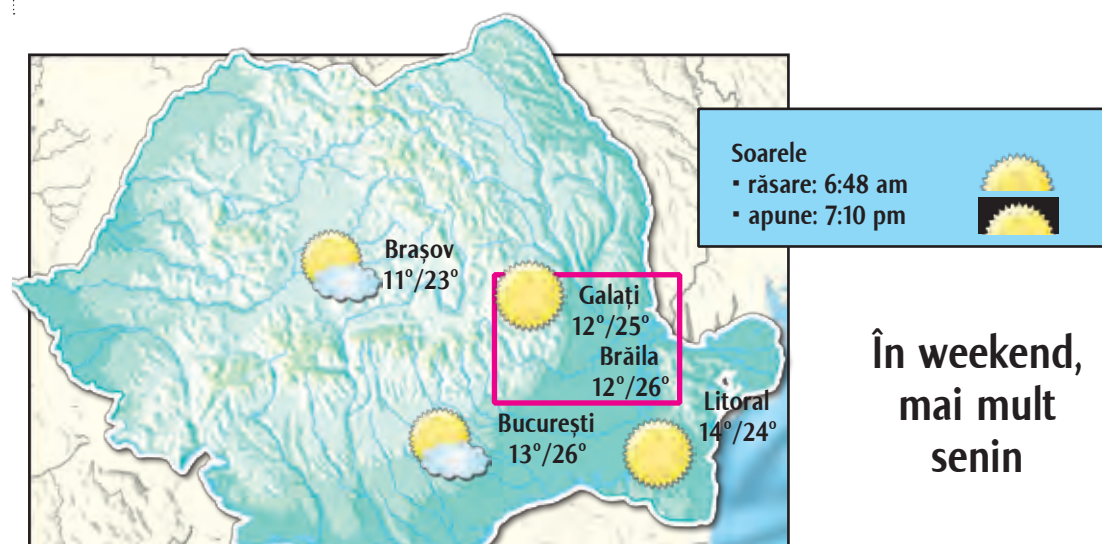 Soarele
▪ răsare: 6:48 am
▪ apune: 7:10 pm
Brașov
11°/23°
Galați
12°/25°
Brăila
12°/26°
București
13°/26°
Litoral
14°/24°
În weekend,
mai mult
senin